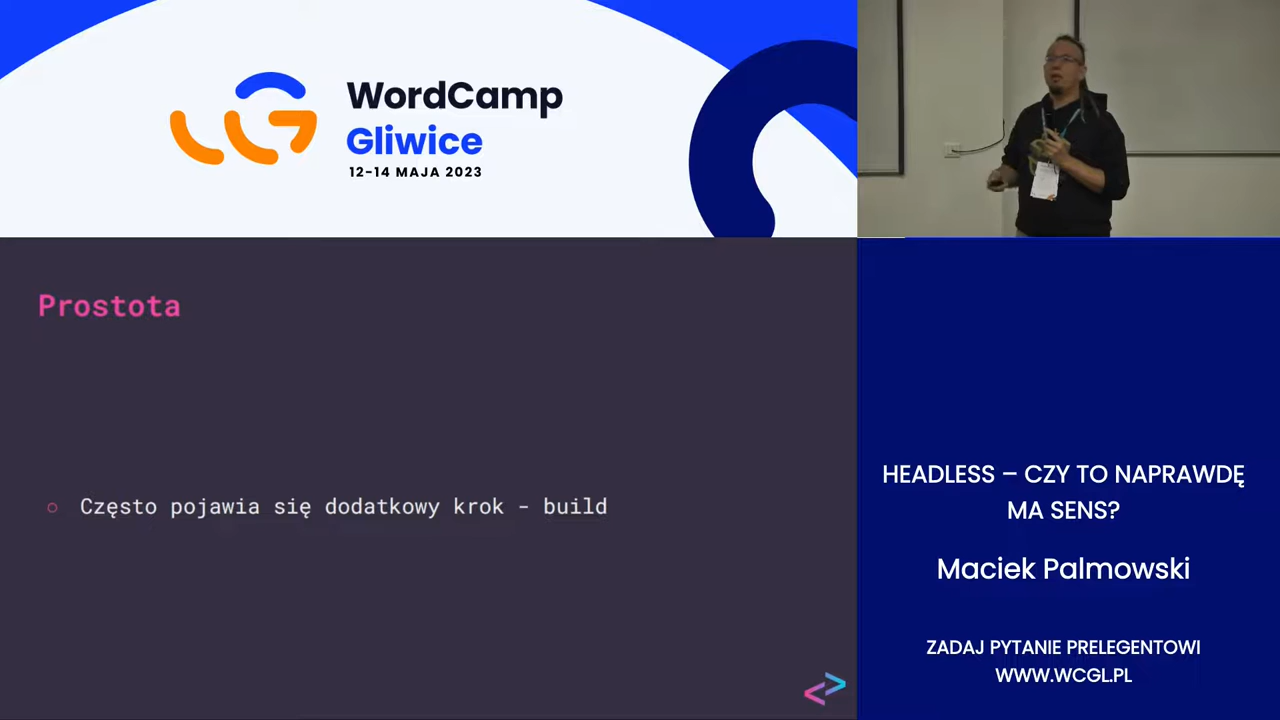 WordCamp
Gliwice
12-14 MAJA 2023
Prostota
Często pojawia się dodatkowy krok - build
HEADLESS – CZY TO NAPRAWDĘ
MA SENS?
Maciek Palmowski
ZADAJ PYTANIE PRELEGENTOWI
WWW.WCGL.PL